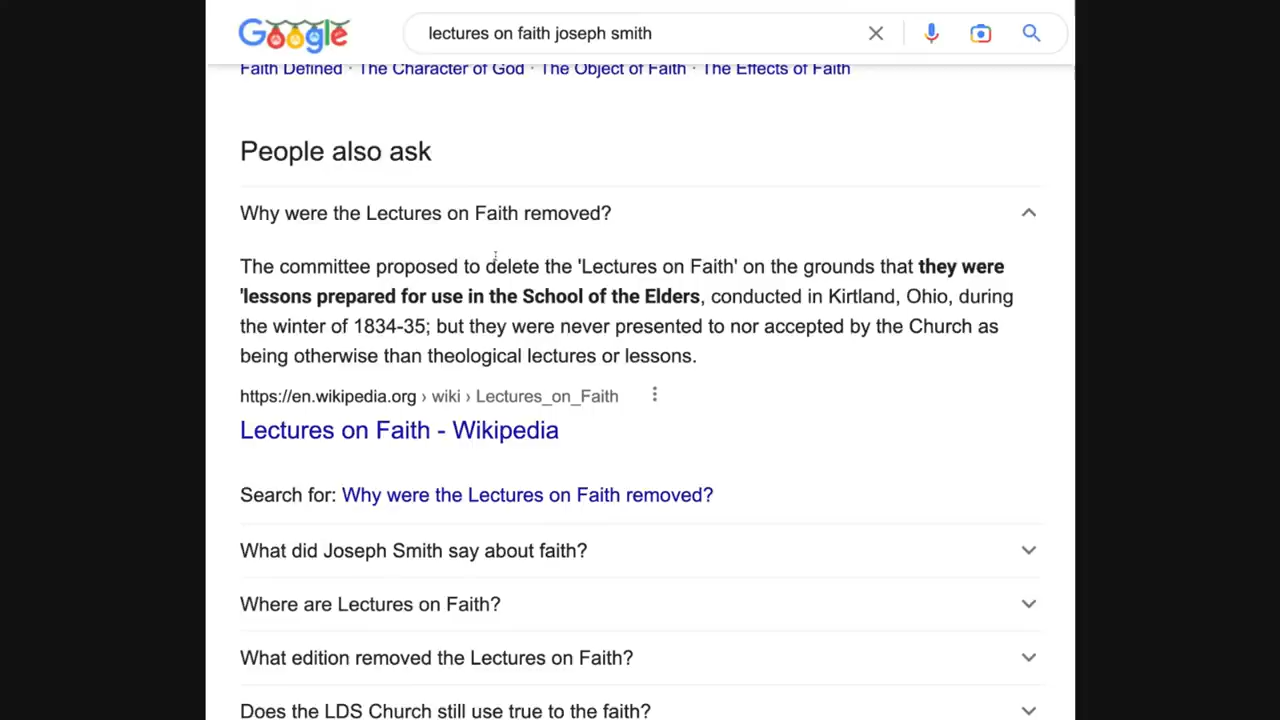 Google
lectures on faith joseph smith
Faith Defined · The Character of God · The Object of Faith · The Effects of Faith
People also ask
Why were the Lectures on Faith removed?
The committee proposed to delete the 'Lectures on Faith' on the grounds that they were
'lessons prepared for use in the School of the Elders, conducted in Kirtland, Ohio, during
the winter of 1834-35; but they were never presented to nor accepted by the Church as
being otherwise than theological lectures or lessons.
https://en.wikipedia.org › wiki › Lectures_on_Faith
Lectures on Faith - Wikipedia
Search for: Why were the Lectures on Faith removed?
What did Joseph Smith say about faith?
Where are Lectures on Faith?
What edition removed the Lectures on Faith?
Does the LDS Church still use true to the faith?